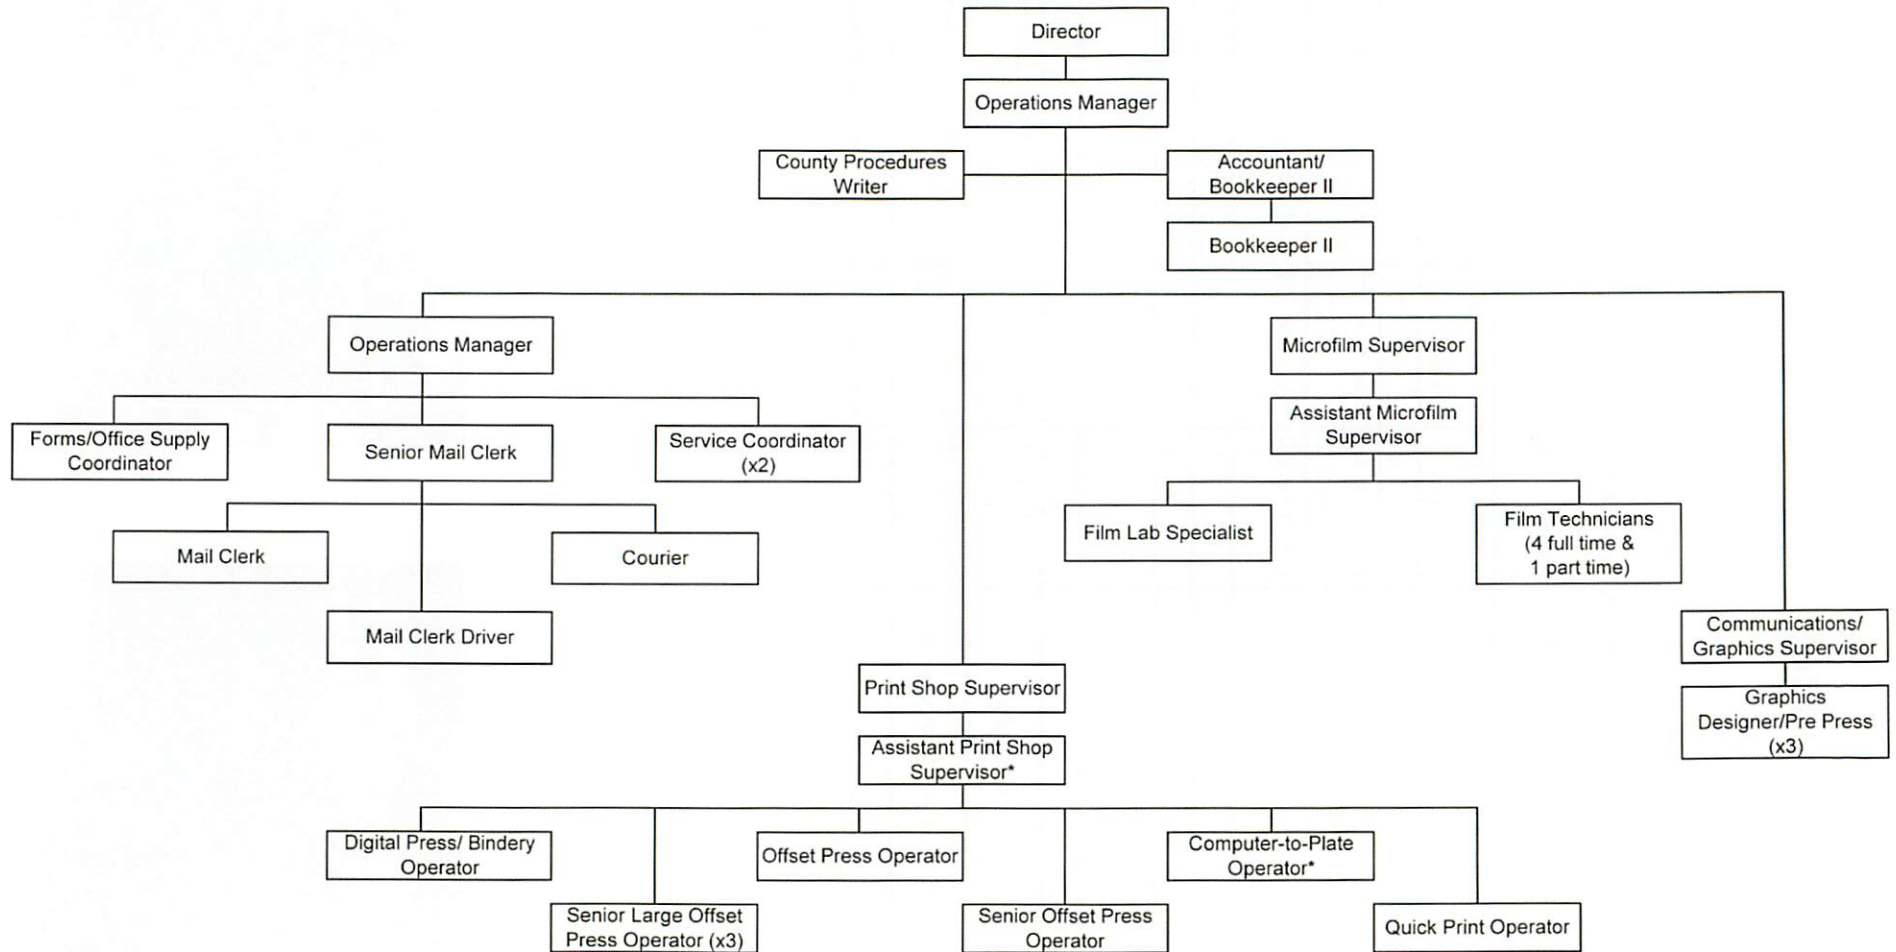 Director
Operations Manager
County Procedures
Writer
Accountant/
Bookkeeper II
Bookkeeper II
Operations Manager
Microfilm Supervisor
Forms/Office Supply
Coordinator
Senior Mail Clerk
Service Coordinator
(x2)
Assistant Microfilm
Supervisor
Mail Clerk
Courier
Film Lab Specialist
Film Technicians
(4 full time &
1 part time)
Mail Clerk Driver
Communications/
Graphics Supervisor
Print Shop Supervisor
Graphics
Designer/Pre Press
(x3)
Assistant Print Shop
Supervisor*
Digital Press/ Bindery
Operator
Offset Press Operator
Computer-to-Plate
Operator*
Senior Large Offset
Press Operator (x3)
Senior Offset Press
Operator
Quick Print Operator